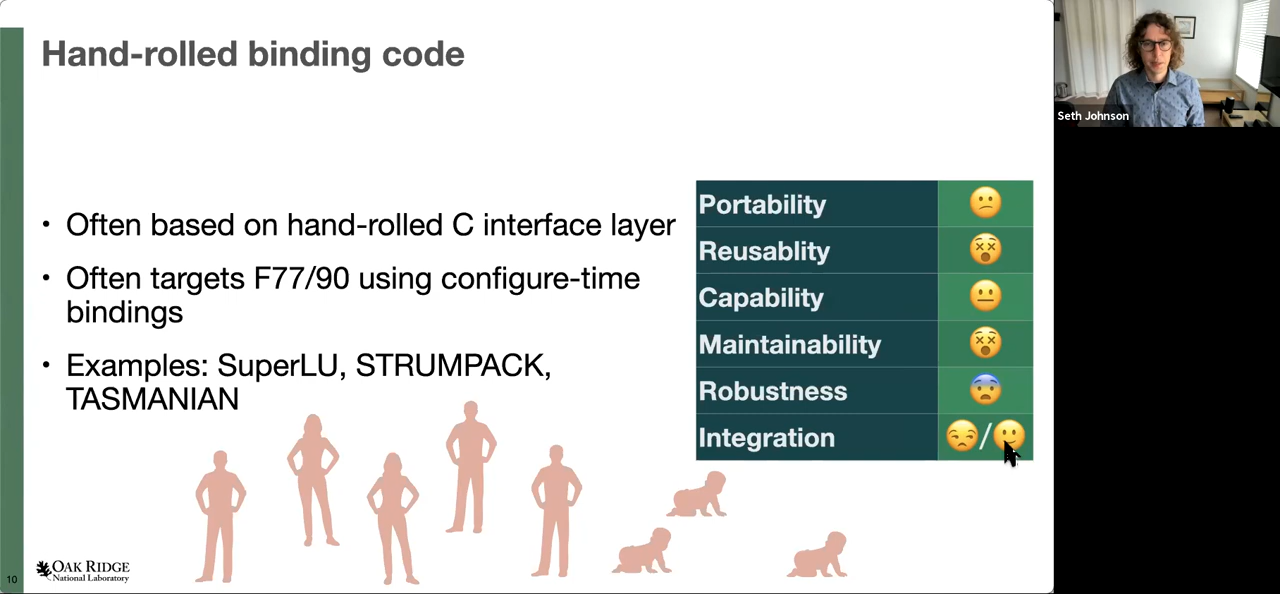 Hand-rolled binding code
• Often based on hand-rolled C interface layer
• Often targets F77/90 using configure-time
bindings
• Examples: SuperLU, STRUMPACK,
TASMANIAN
Portability 😕
Reusablity 😵
Capability 😐
Maintainability 😵
Robustness 😨
Integration 😒/🙂
10
OAK RIDGE
National Laboratory
Seth Johnson